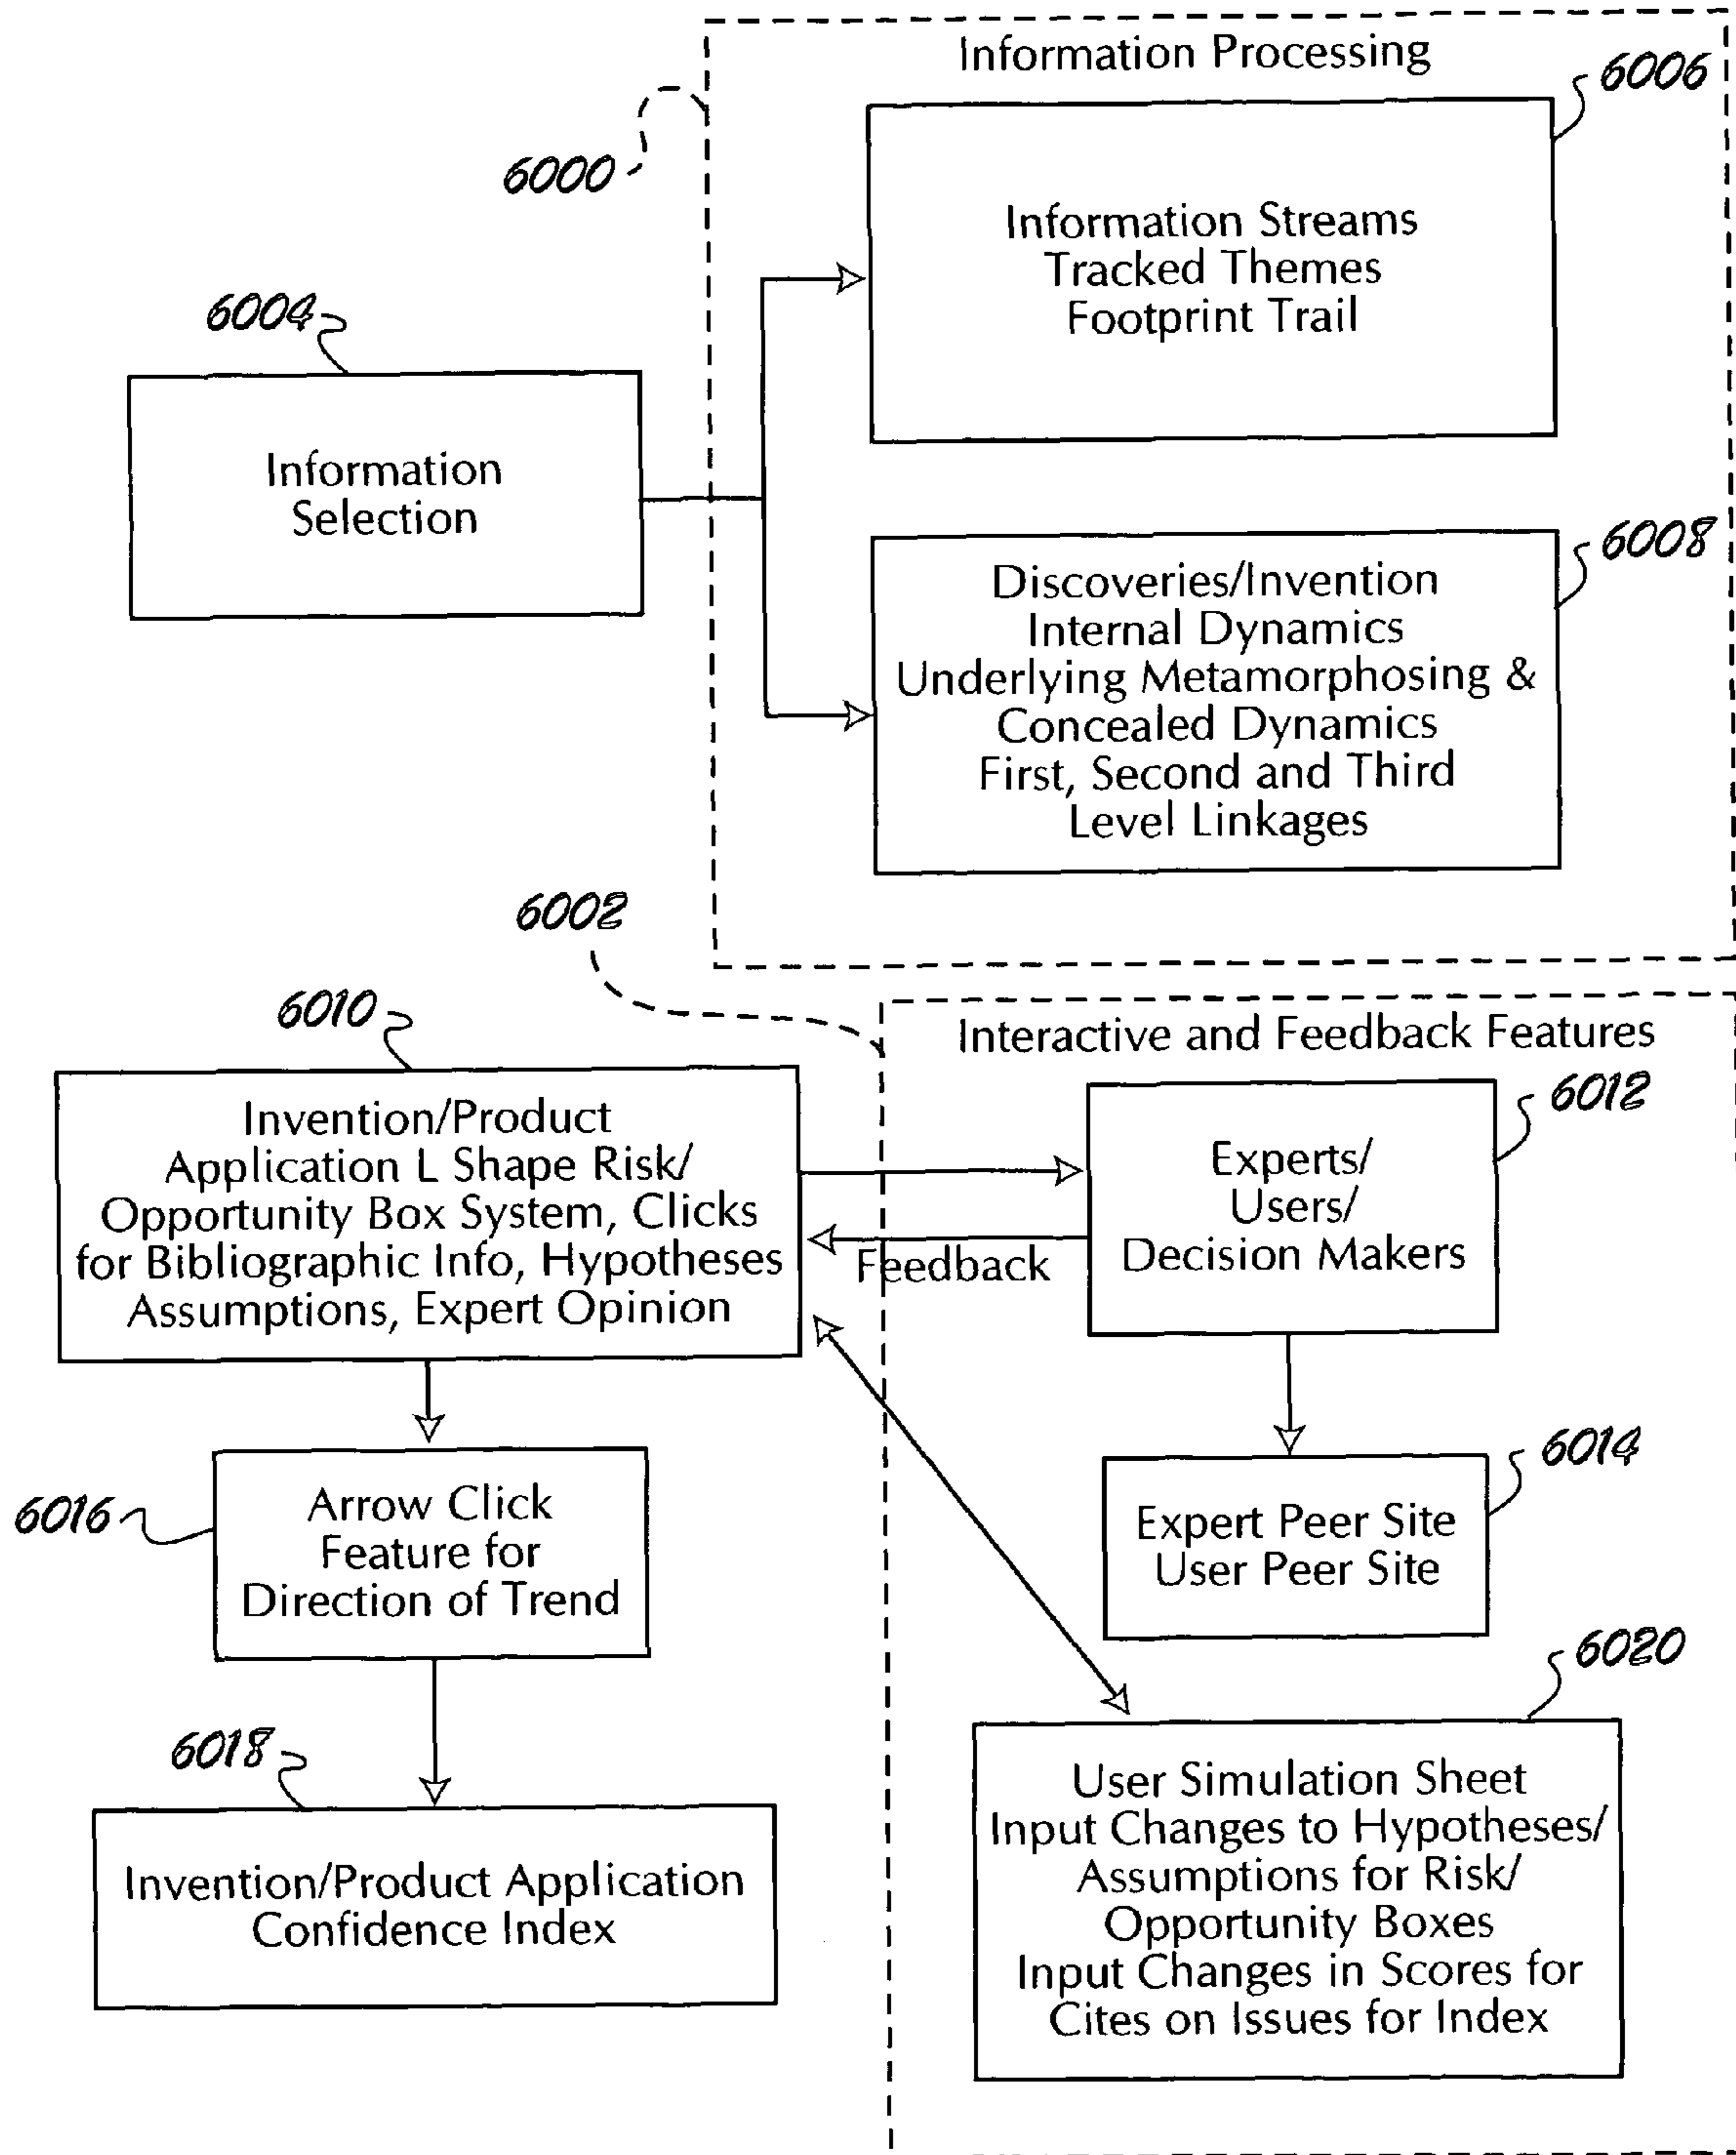 Information Processing
6006
6000
Information Streams
Tracked Themes
Footprint Trail
6004
Information
Selection
6008
Discoveries/Invention
Internal Dynamics
Underlying Metamorphosing &
Concealed Dynamics
First, Second and Third
Level Linkages
6002
6010
Interactive and Feedback Features
Invention/Product
Application L Shape Risk/
Opportunity Box System, Clicks
for Bibliographic Info, Hypotheses
Assumptions, Expert Opinion
6012
Experts/
Users/
Decision Makers
Feedback
6014
Expert Peer Site
User Peer Site
6016
Arrow Click
Feature for
Direction of Trend
6020
6018
Invention/Product Application
Confidence Index
User Simulation Sheet
Input Changes to Hypotheses/
Assumptions for Risk/
Opportunity Boxes
Input Changes in Scores for
Cites on Issues for Index